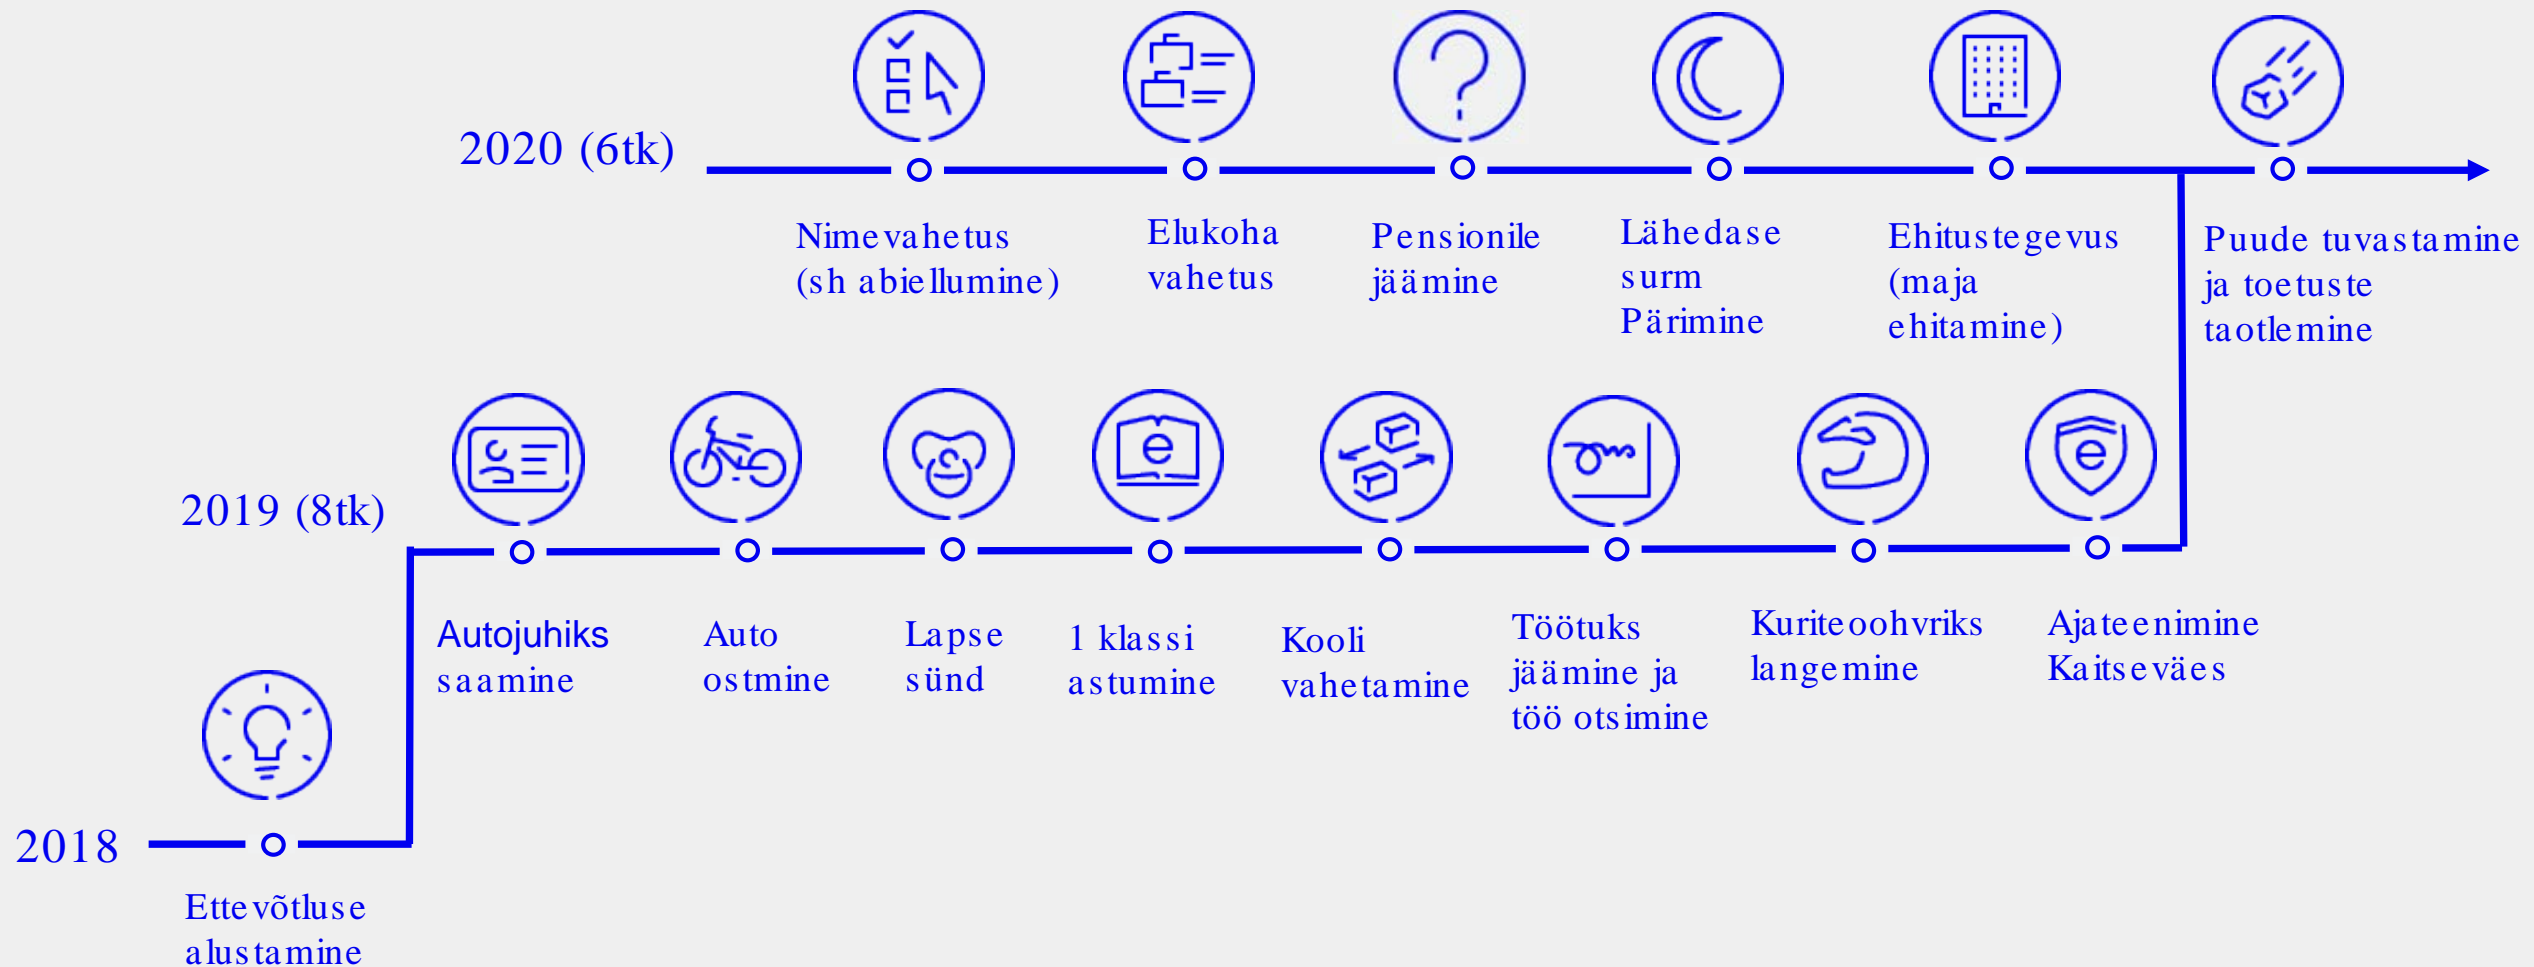 2020 (6tk)
Nimevahetus
(sh abiellumine)
Elukoha
vahetus
Pensionile
jäämine
Lähedase
surm
Pärimine
Ehitustegevus
(maja
ehitamine)
Puude tuvastamine
ja toetuste
taotlemine
2019 (8tk)
e
e
Autojuhiks
saamine
Auto
ostmine
Lapse
sünd
1 klassi
astumine
Kooli
vahetamine
Töötuks
jäämine ja
töö otsimine
Kuriteoohvriks
langemine
Ajateenimine
Kaitseväes
2018
Ettevõtluse
alustamine